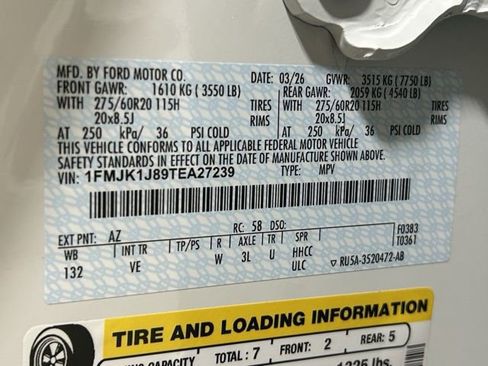 MFD. BY FORD MOTOR CO. DATE: 03/26 GVWR: 3515 KG (7750 LB)
FRONT GAWR: 1610 KG (3550 LB) REAR GAWR: 2059 KG (4540 LB)
WITH 275/60R20 115H TIRES WITH 275/60R20 115H TIRES
20x8.5J RIMS 20x8.5J RIMS
AT 250 kPa/ 36 PSI COLD AT 250 kPa/ 36 PSI COLD
THIS VEHICLE CONFORMS TO ALL APPLICABLE FEDERAL MOTOR VEHICLE
SAFETY STANDARDS IN EFFECT ON THE DATE OF MANUFACTURE SHOWN ABOVE.
VIN: 1FMJK1J89TEA27239 TYPE: MPV
EXT PNT: AZ RC: 58 DSO: F0383
WB INT TR TP/PS R AXLE TR SPR T0361
132 VE W 3L U HHCC
ULC ▽ RU5A-3520472-AB
TIRE AND LOADING INFORMATION
CAPACITY TOTAL : 7 FRONT: 2 REAR: 5
lbs.